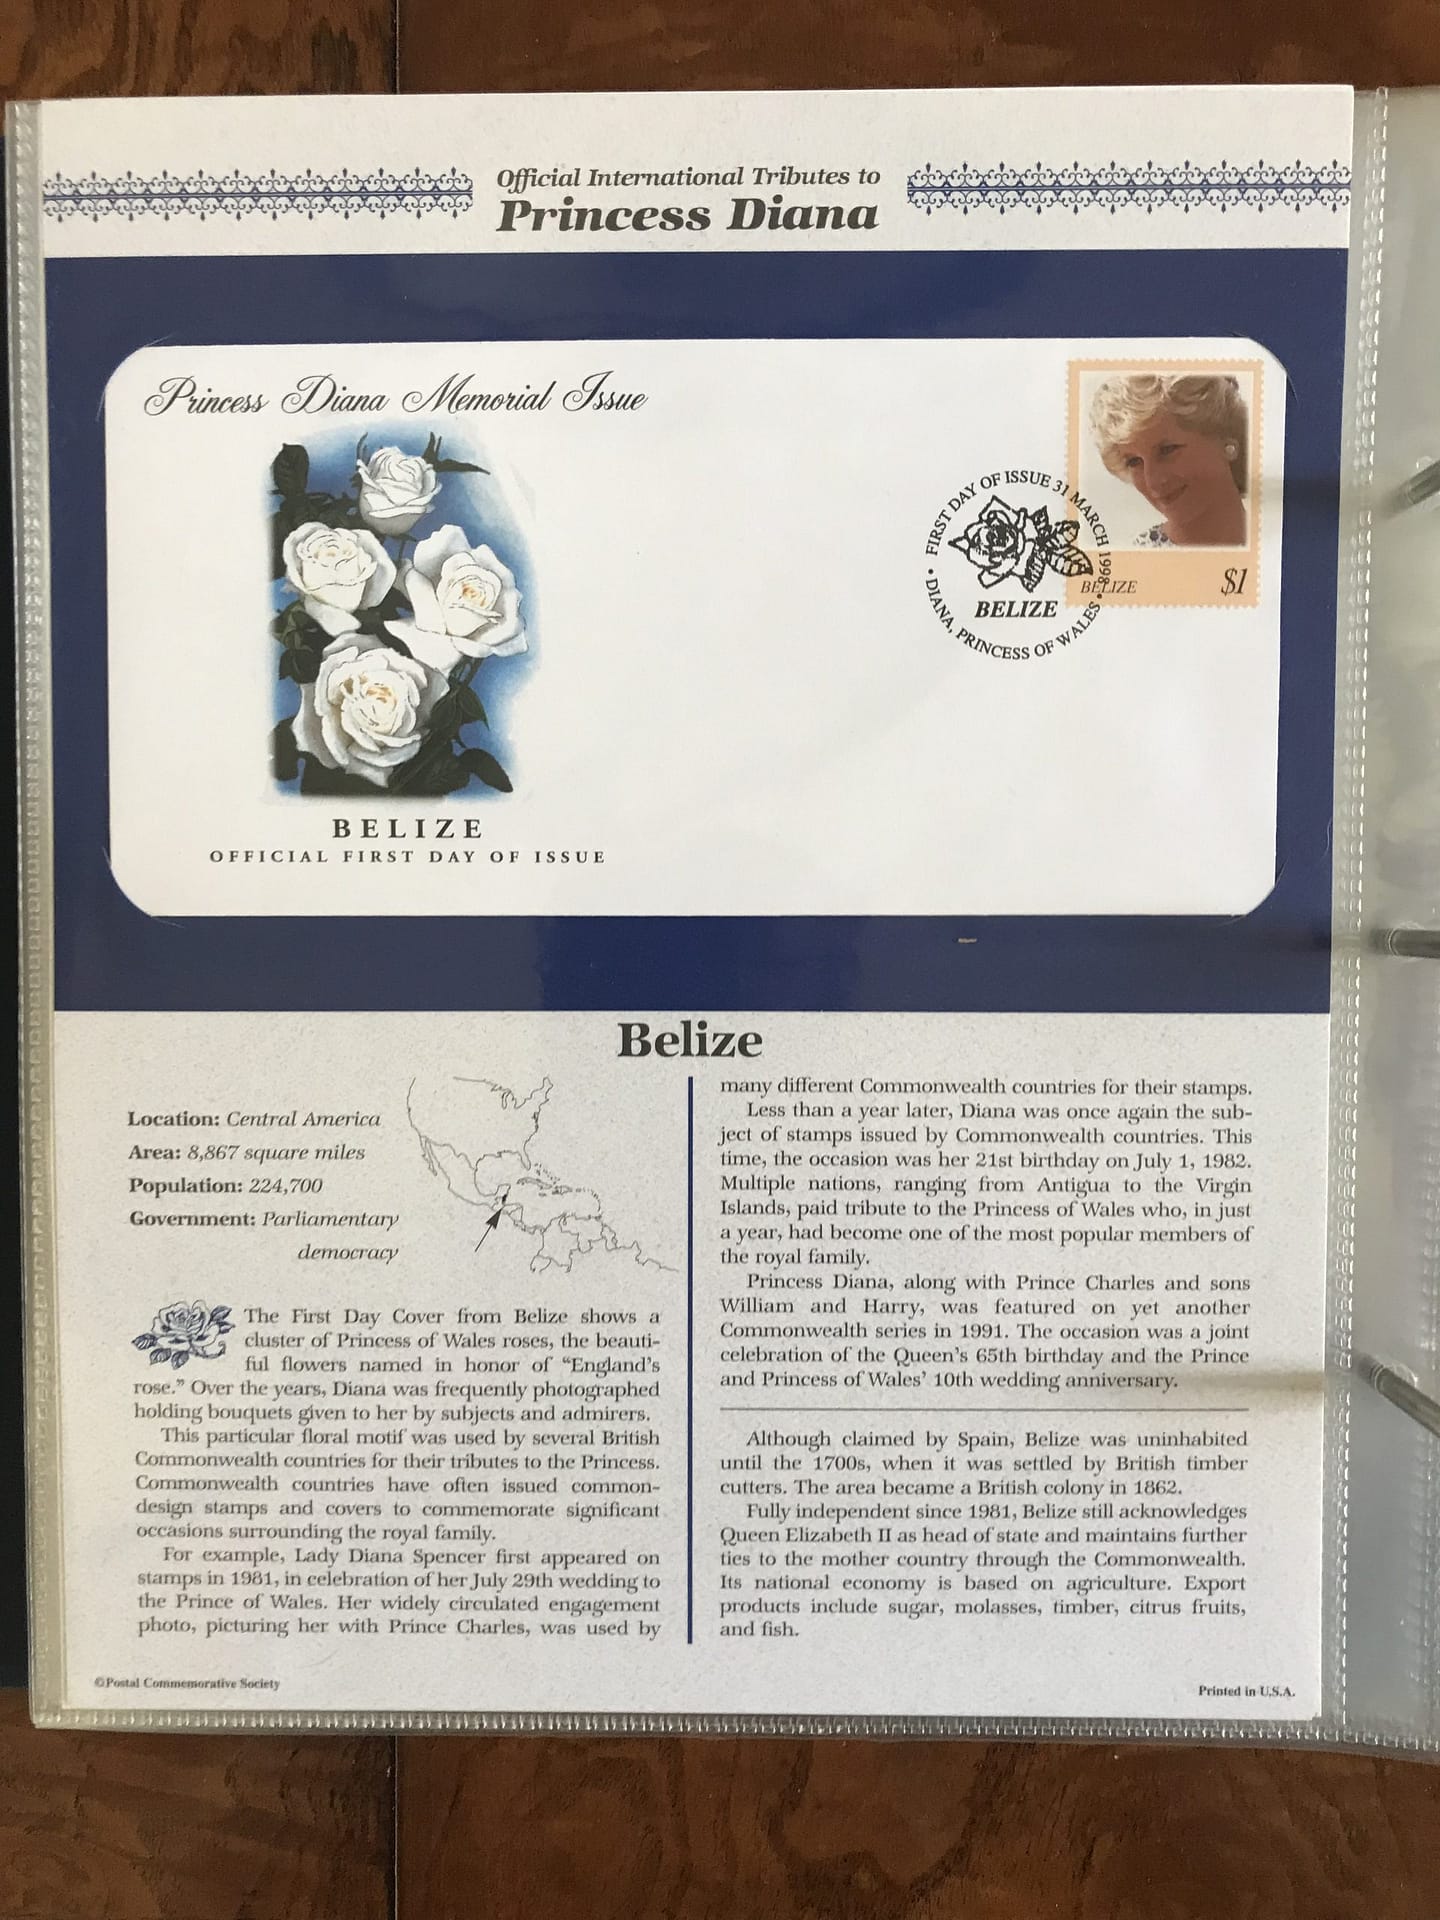 Official International Tributes to
Princess Diana
Princess Diana Memorial Issue
BELIZE
OFFICIAL FIRST DAY OF ISSUE
• FIRST DAY OF ISSUE 31 MARCH 1998 •
DIANA, PRINCESS OF WALES
BELIZE
BELIZE
$1
Belize
Location: Central America
Area: 8,867 square miles
Population: 224,700
Government: Parliamentary
democracy
The First Day Cover from Belize shows a
cluster of Princess of Wales roses, the beauti-
ful flowers named in honor of “England’s
rose.” Over the years, Diana was frequently photographed
holding bouquets given to her by subjects and admirers.
This particular floral motif was used by several British
Commonwealth countries for their tributes to the Princess.
Commonwealth countries have often issued common-
design stamps and covers to commemorate significant
occasions surrounding the royal family.
For example, Lady Diana Spencer first appeared on
stamps in 1981, in celebration of her July 29th wedding to
the Prince of Wales. Her widely circulated engagement
photo, picturing her with Prince Charles, was used by
many different Commonwealth countries for their stamps.
Less than a year later, Diana was once again the sub-
ject of stamps issued by Commonwealth countries. This
time, the occasion was her 21st birthday on July 1, 1982.
Multiple nations, ranging from Antigua to the Virgin
Islands, paid tribute to the Princess of Wales who, in just
a year, had become one of the most popular members of
the royal family.
Princess Diana, along with Prince Charles and sons
William and Harry, was featured on yet another
Commonwealth series in 1991. The occasion was a joint
celebration of the Queen’s 65th birthday and the Prince
and Princess of Wales’ 10th wedding anniversary.
Although claimed by Spain, Belize was uninhabited
until the 1700s, when it was settled by British timber
cutters. The area became a British colony in 1862.
Fully independent since 1981, Belize still acknowledges
Queen Elizabeth II as head of state and maintains further
ties to the mother country through the Commonwealth.
Its national economy is based on agriculture. Export
products include sugar, molasses, timber, citrus fruits,
and fish.
©Postal Commemorative Society
Printed in U.S.A.